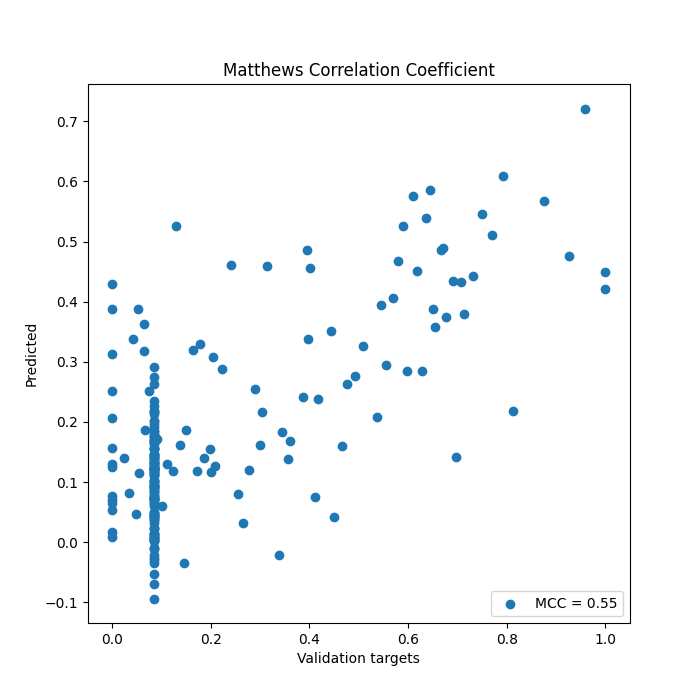 Matthews Correlation Coefficient
0.7
0.6
0.5
0.4
0.3
0.2
0.1
0.0
−0.1
Predicted
MCC = 0.55
0.0 0.2 0.4 0.6 0.8 1.0
Validation targets